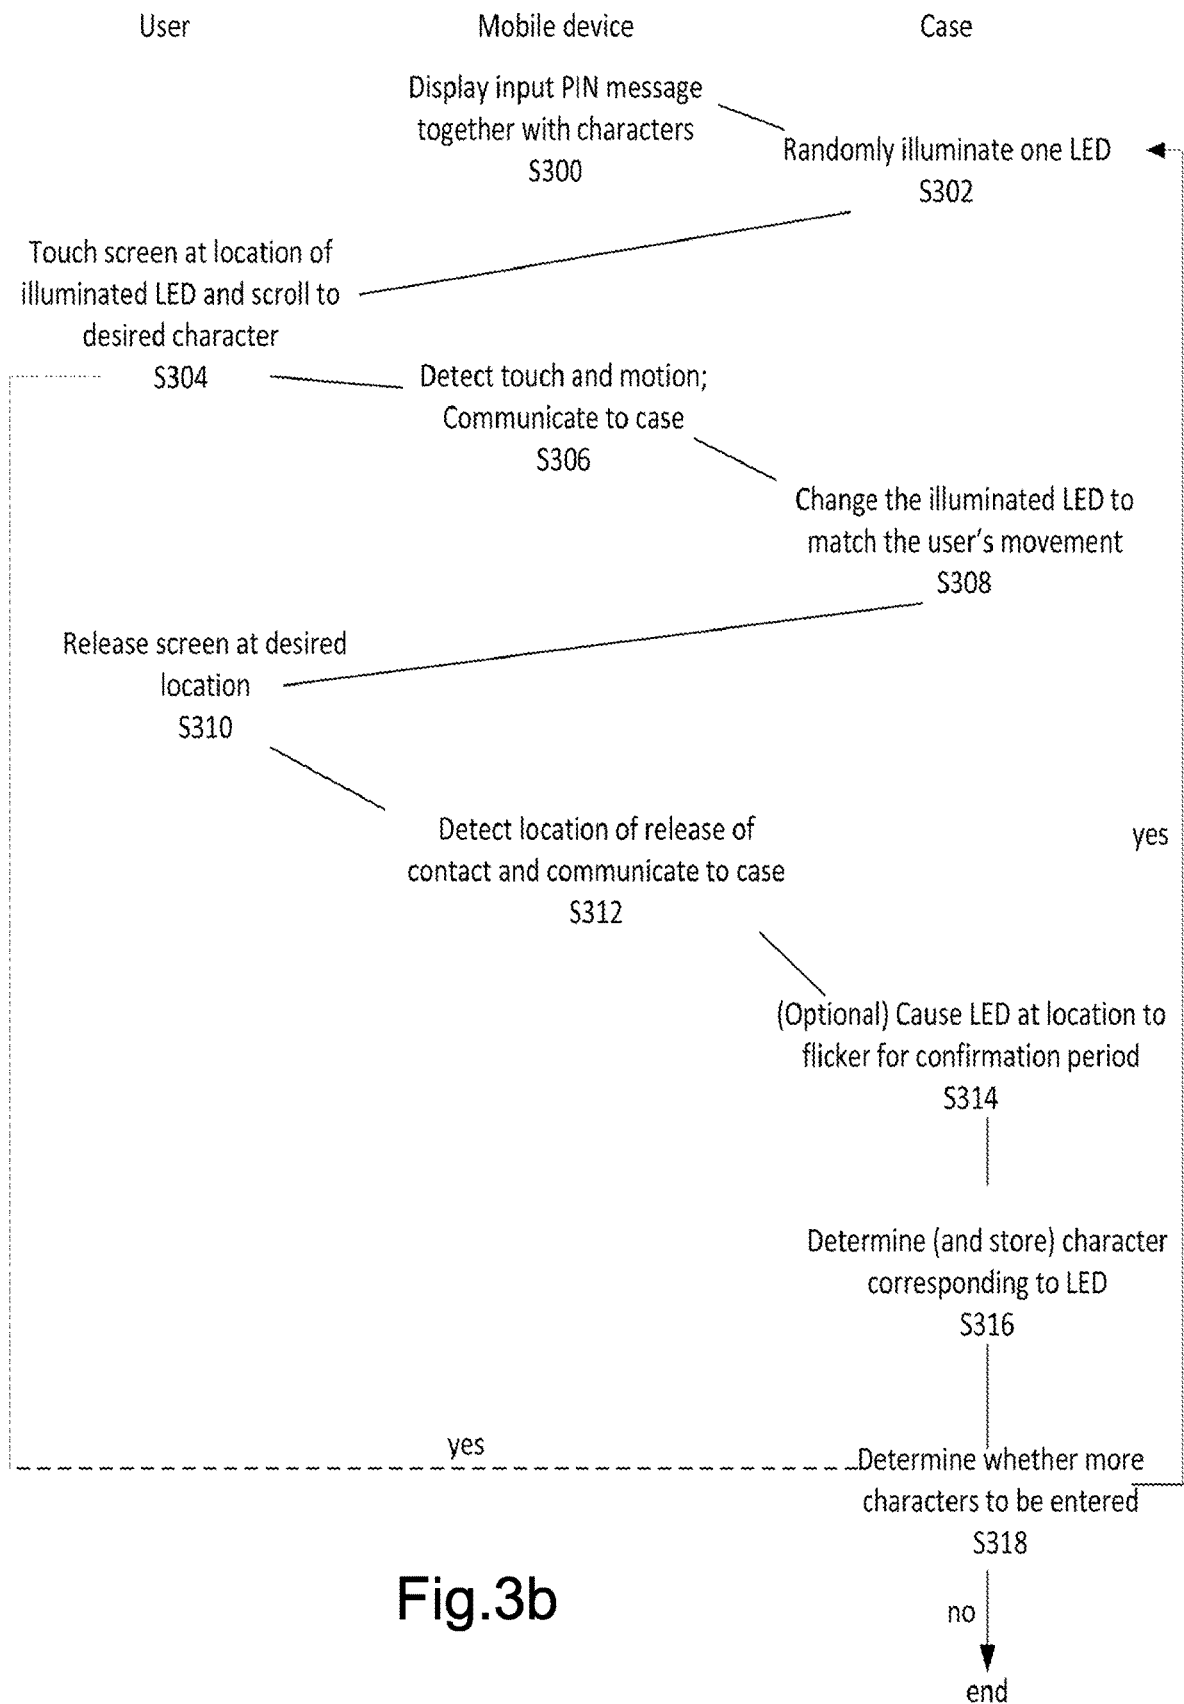 User
Mobile device
Case
Display input PIN message
together with characters
S300
Randomly illuminate one LED
S302
Touch screen at location of
illuminated LED and scroll to
desired character
S304
Detect touch and motion;
Communicate to case
S306
Change the illuminated LED to
match the user's movement
S308
Release screen at desired
location
S310
Detect location of release of
contact and communicate to case
S312
yes
(Optional) Cause LED at location to
flicker for confirmation period
S314
Determine (and store) character
corresponding to LED
S316
yes
Determine whether more
characters to be entered
S318
no
end
Fig.3b